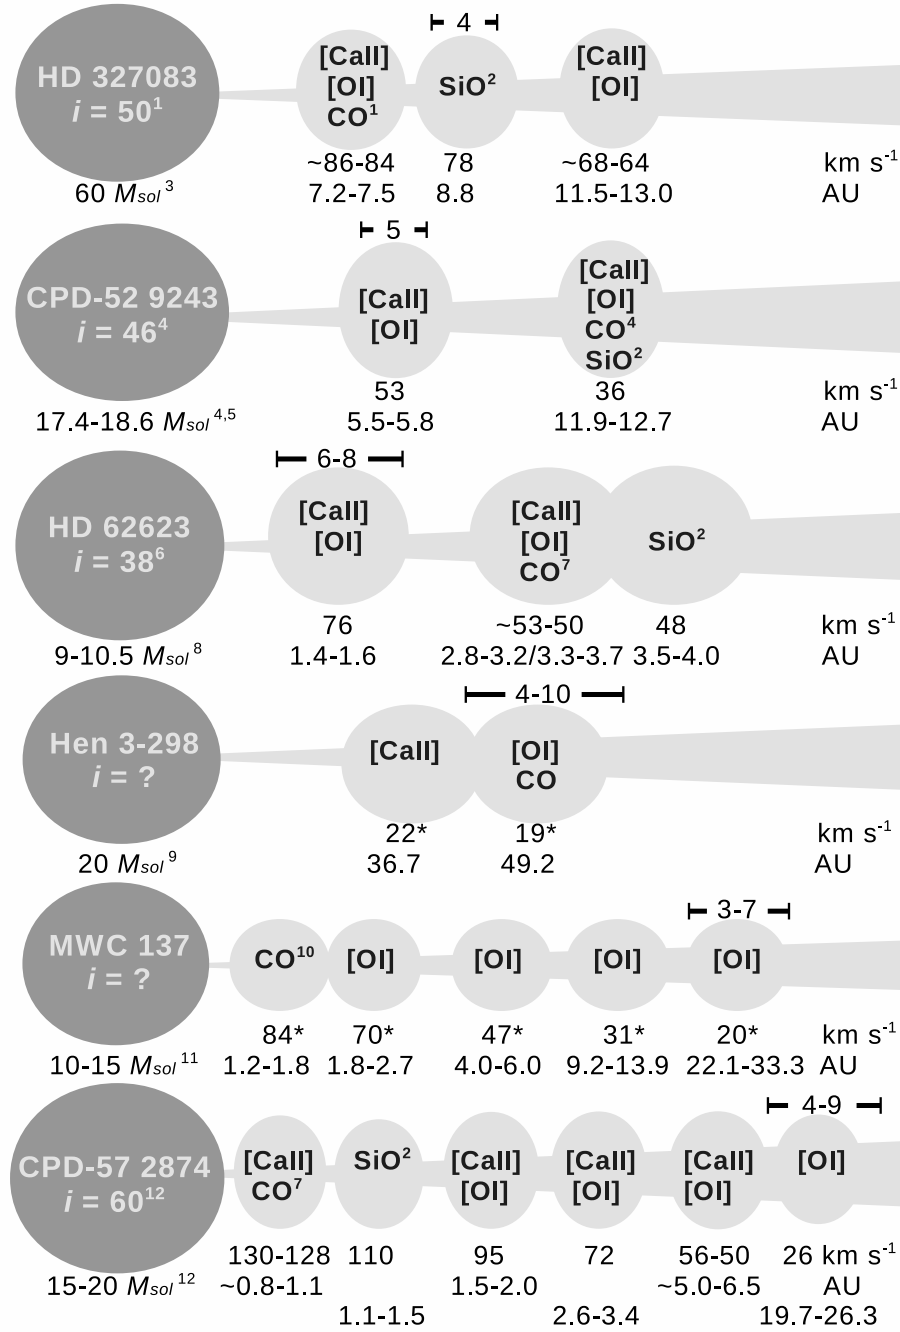 4
HD 327083
i = 50¹
[CaII] [OI] CO¹
SiO²
[CaII] [OI]
~86-84 78 ~68-64 km s⁻¹
60 Msol ³ 7.2-7.5 8.8 11.5-13.0 AU
5
CPD-52 9243
i = 46⁴
[CaII] [OI]
[CaII] [OI] CO⁴ SiO²
53 36 km s⁻¹
17.4-18.6 Msol ⁴,⁵ 5.5-5.8 11.9-12.7 AU
6-8
HD 62623
i = 38⁶
[CaII] [OI]
[CaII] [OI] CO⁷
SiO²
76 ~53-50 48 km s⁻¹
9-10.5 Msol ⁸ 1.4-1.6 2.8-3.2/3.3-3.7 3.5-4.0 AU
4-10
Hen 3-298
i = ?
[CaII]
[OI] CO
22* 19* km s⁻¹
20 Msol ⁹ 36.7 49.2 AU
3-7
MWC 137
i = ?
CO¹⁰ [OI] [OI] [OI] [OI]
84* 70* 47* 31* 20* km s⁻¹
10-15 Msol ¹¹ 1.2-1.8 1.8-2.7 4.0-6.0 9.2-13.9 22.1-33.3 AU
4-9
CPD-57 2874
i = 60¹²
[CaII] CO⁷
SiO²
[CaII] [OI]
[CaII] [OI]
[CaII] [OI]
[OI]
130-128 110 95 72 56-50 26 km s⁻¹
15-20 Msol ¹² ~0.8-1.1 1.5-2.0 ~5.0-6.5 AU
1.1-1.5 2.6-3.4 19.7-26.3